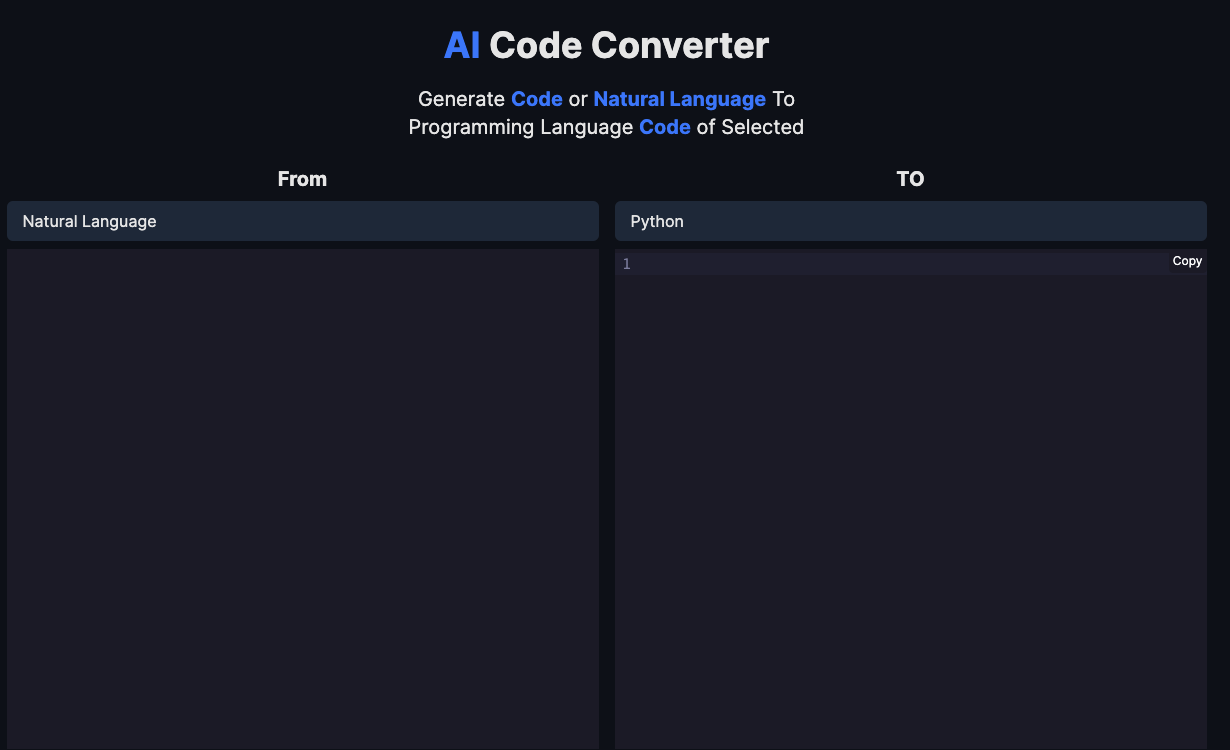 AI Code Converter
Generate Code or Natural Language To
Programming Language Code of Selected
From
TO
Natural Language
Python
1
Copy